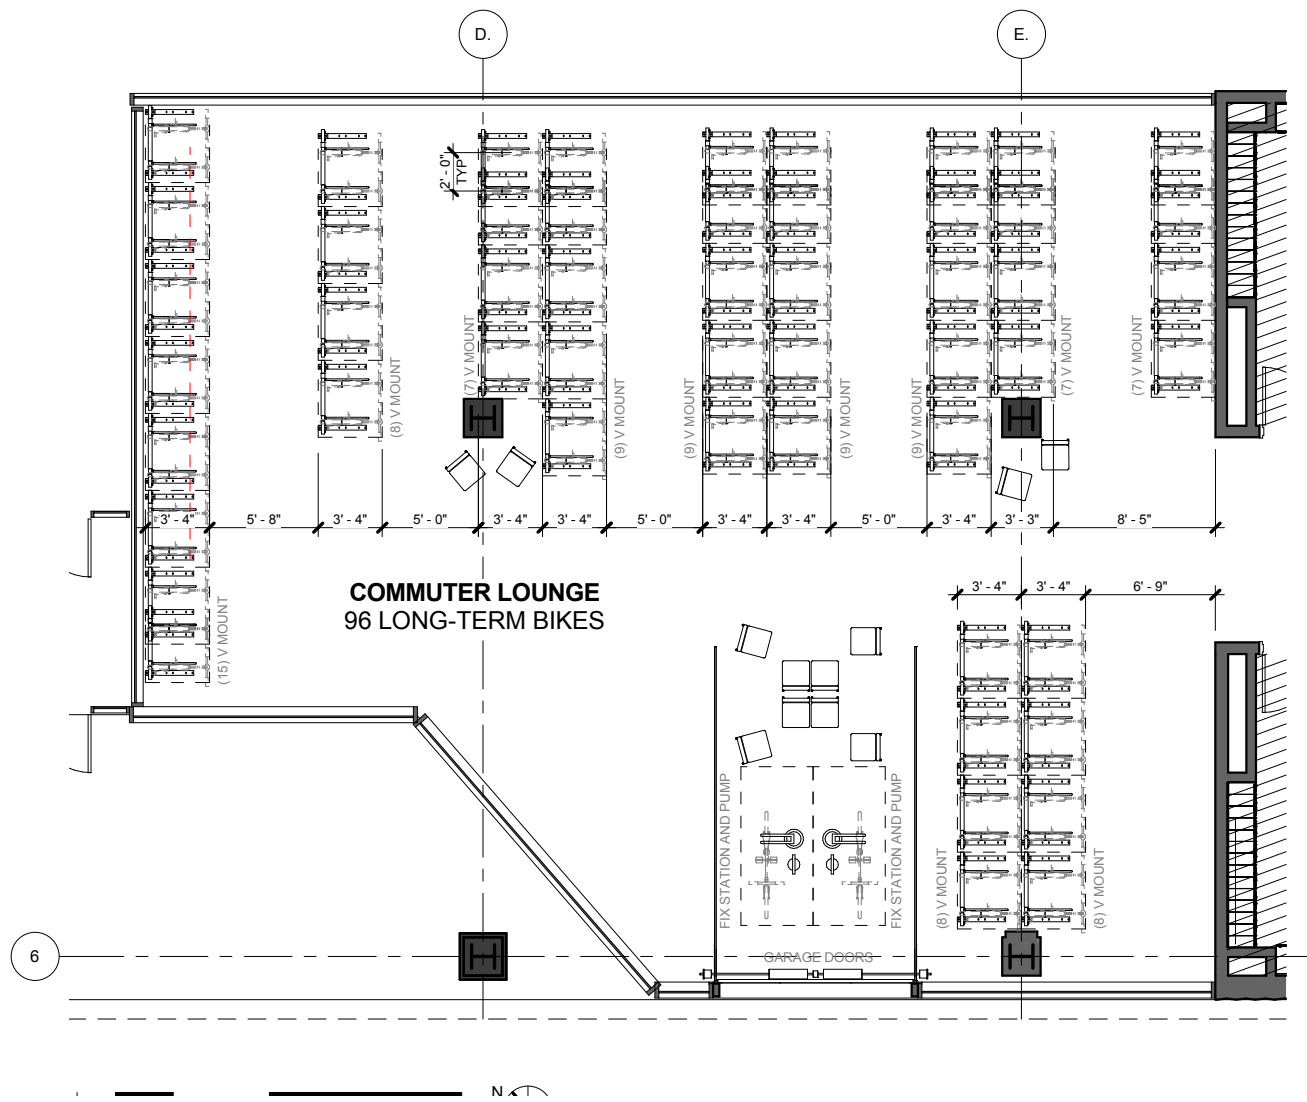 D.
E.
2' - 0"
TYP
(7) V MOUNT
(8) V MOUNT
(9) V MOUNT
(9) V MOUNT
(9) V MOUNT
(9) V MOUNT
(7) V MOUNT
(7) V MOUNT
3' - 4"
5' - 8"
3' - 4"
5' - 0"
3' - 4"
3' - 4"
5' - 0"
3' - 4"
3' - 4"
5' - 0"
3' - 4"
3' - 3"
8' - 5"
COMMUTER LOUNGE
96 LONG-TERM BIKES
3' - 4"
3' - 4"
6' - 9"
(15) V MOUNT
FIX STATION AND PUMP
FIX STATION AND PUMP
(8) V MOUNT
(8) V MOUNT
6
GARAGE DOORS
N